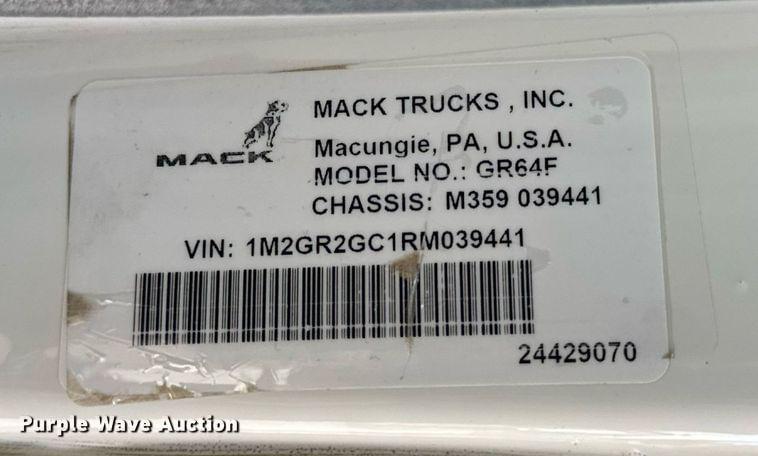 MACK
MACK TRUCKS , INC.
Macungie, PA, U.S.A.
MODEL NO.: GR64F
CHASSIS: M359 039441
VIN: 1M2GR2GC1RM039441
24429070
Purple Wave Auction